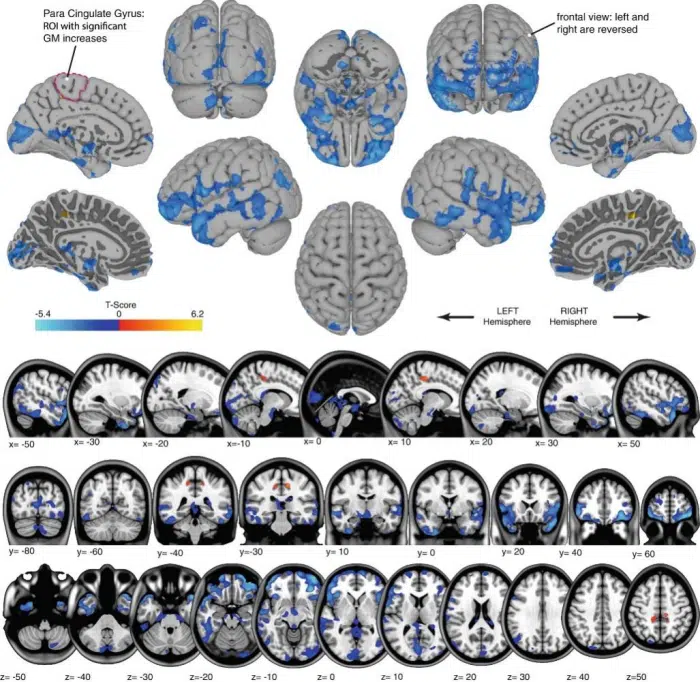 Para Cingulate Gyrus:
ROI with significant
GM increases
frontal view: left and
right are reversed
T-Score
-5.4 0 6.2
LEFT RIGHT
Hemisphere Hemisphere
x= -50 x= -30 x= -20 x=-10 x= 0 x= 10 x= 20 x= 30 x= 50
y= -80 y= -60 y= -40 y=-30 y= 10 y= 0 y= 20 y= 40 y= 60
z= -50 z= -40 z= -30 z=-20 z= -10 z= 0 z= 10 z= 20 z= 30 z= 40 z=50